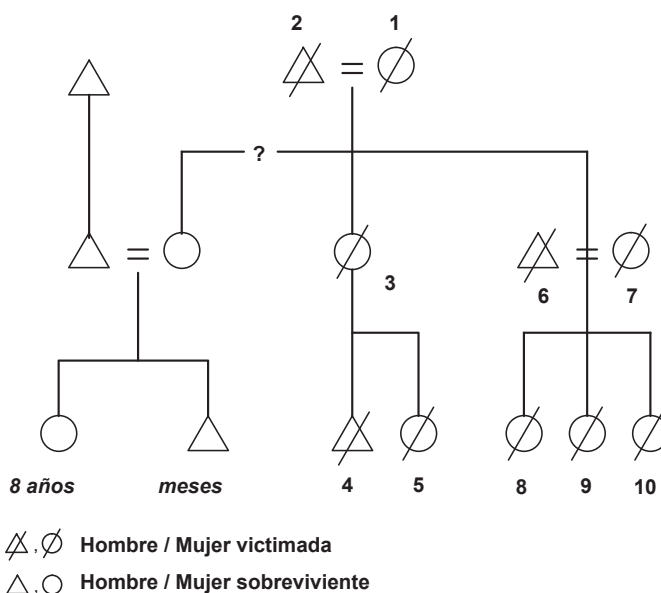 2 1
?
3
6 7
8 años meses 4 5 8 9 10
, Hombre / Mujer victimada
, Hombre / Mujer sobreviviente